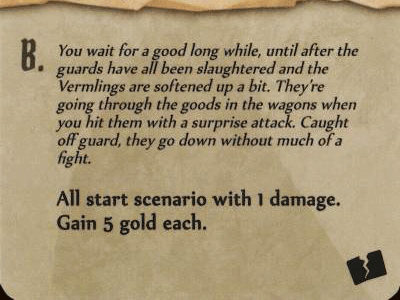 B.
You wait for a good long while, until after the
guards have all been slaughtered and the
Vermlings are softened up a bit. They're
going through the goods in the wagons when
you hit them with a surprise attack. Caught
off guard, they go down without much of a
fight.
All start scenario with 1 damage.
Gain 5 gold each.